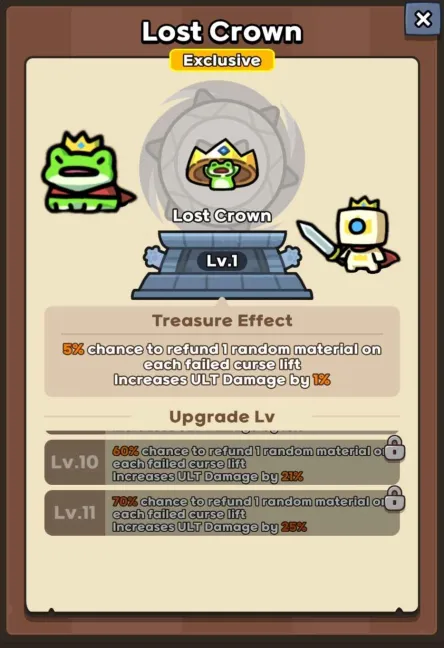 Lost Crown
Exclusive
Lost Crown
Lv.1
Treasure Effect
5% chance to refund 1 random material on
each failed curse lift
Increases ULT Damage by 1%
Upgrade Lv
Lv.10
60% chance to refund 1 random material on
each failed curse lift
Increases ULT Damage by 21%
Lv.11
70% chance to refund 1 random material on
each failed curse lift
Increases ULT Damage by 25%